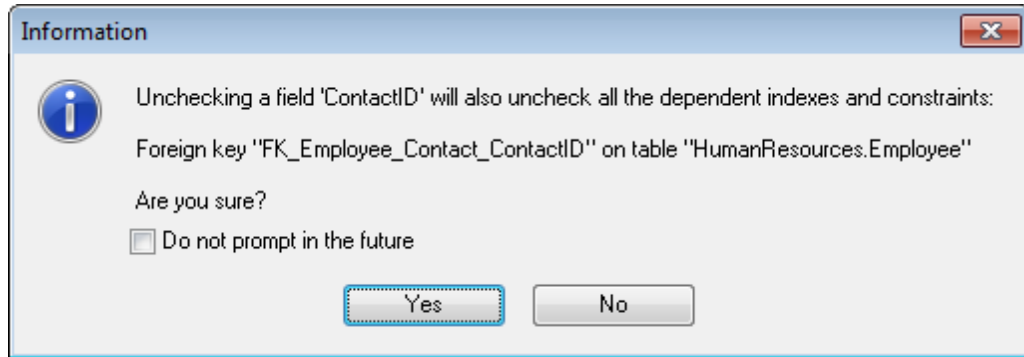 Information
Unchecking a field 'ContactID' will also uncheck all the dependent indexes and constraints:
Foreign key "FK_Employee_Contact_ContactID" on table "HumanResources.Employee"
Are you sure?
Do not prompt in the future
Yes No